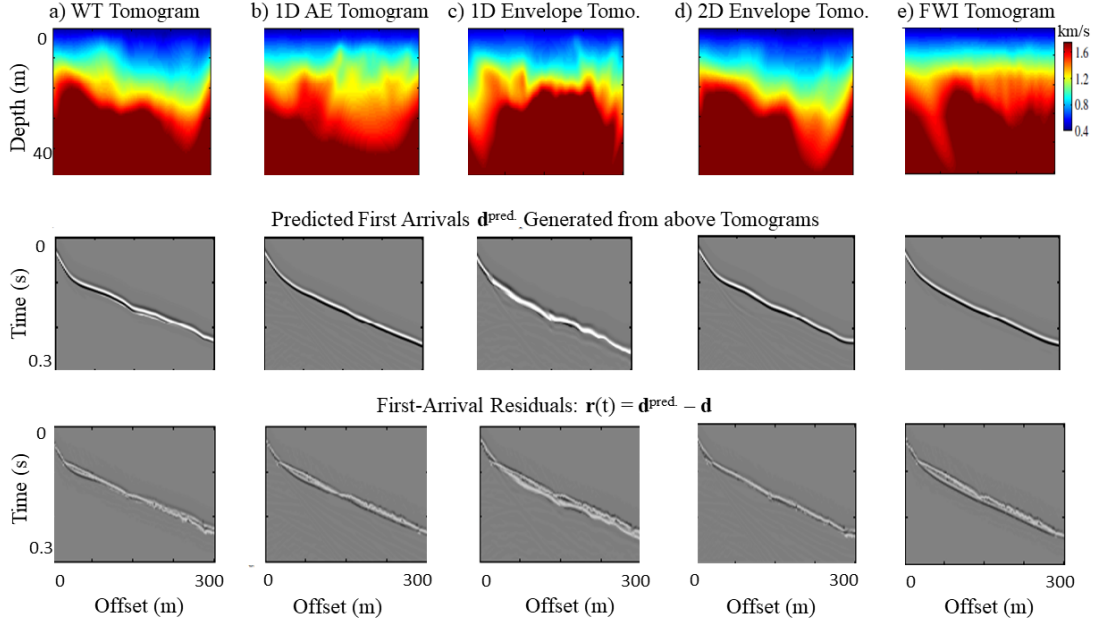 a) WT Tomogram
b) 1D AE Tomogram
c) 1D Envelope Tomo.
d) 2D Envelope Tomo.
e) FWI Tomogram
km/s
0
1.6
1.2
0.8
0.4
Depth (m)
40
Predicted First Arrivals d^pred. Generated from above Tomograms
0
Time (s)
0.3
First-Arrival Residuals: r(t) = d^pred. – d
0
Time (s)
0.3
0 300 0 300 0 300 0 300 0 300
Offset (m) Offset (m) Offset (m) Offset (m) Offset (m)